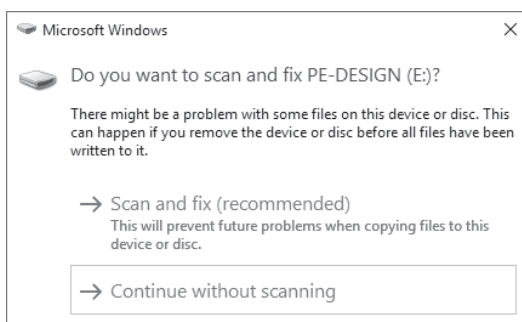 Microsoft Windows
Do you want to scan and fix PE-DESIGN (E:)?
There might be a problem with some files on this device or disc. This
can happen if you remove the device or disc before all files have been
written to it.
Scan and fix (recommended)
This will prevent future problems when copying files to this
device or disc.
Continue without scanning